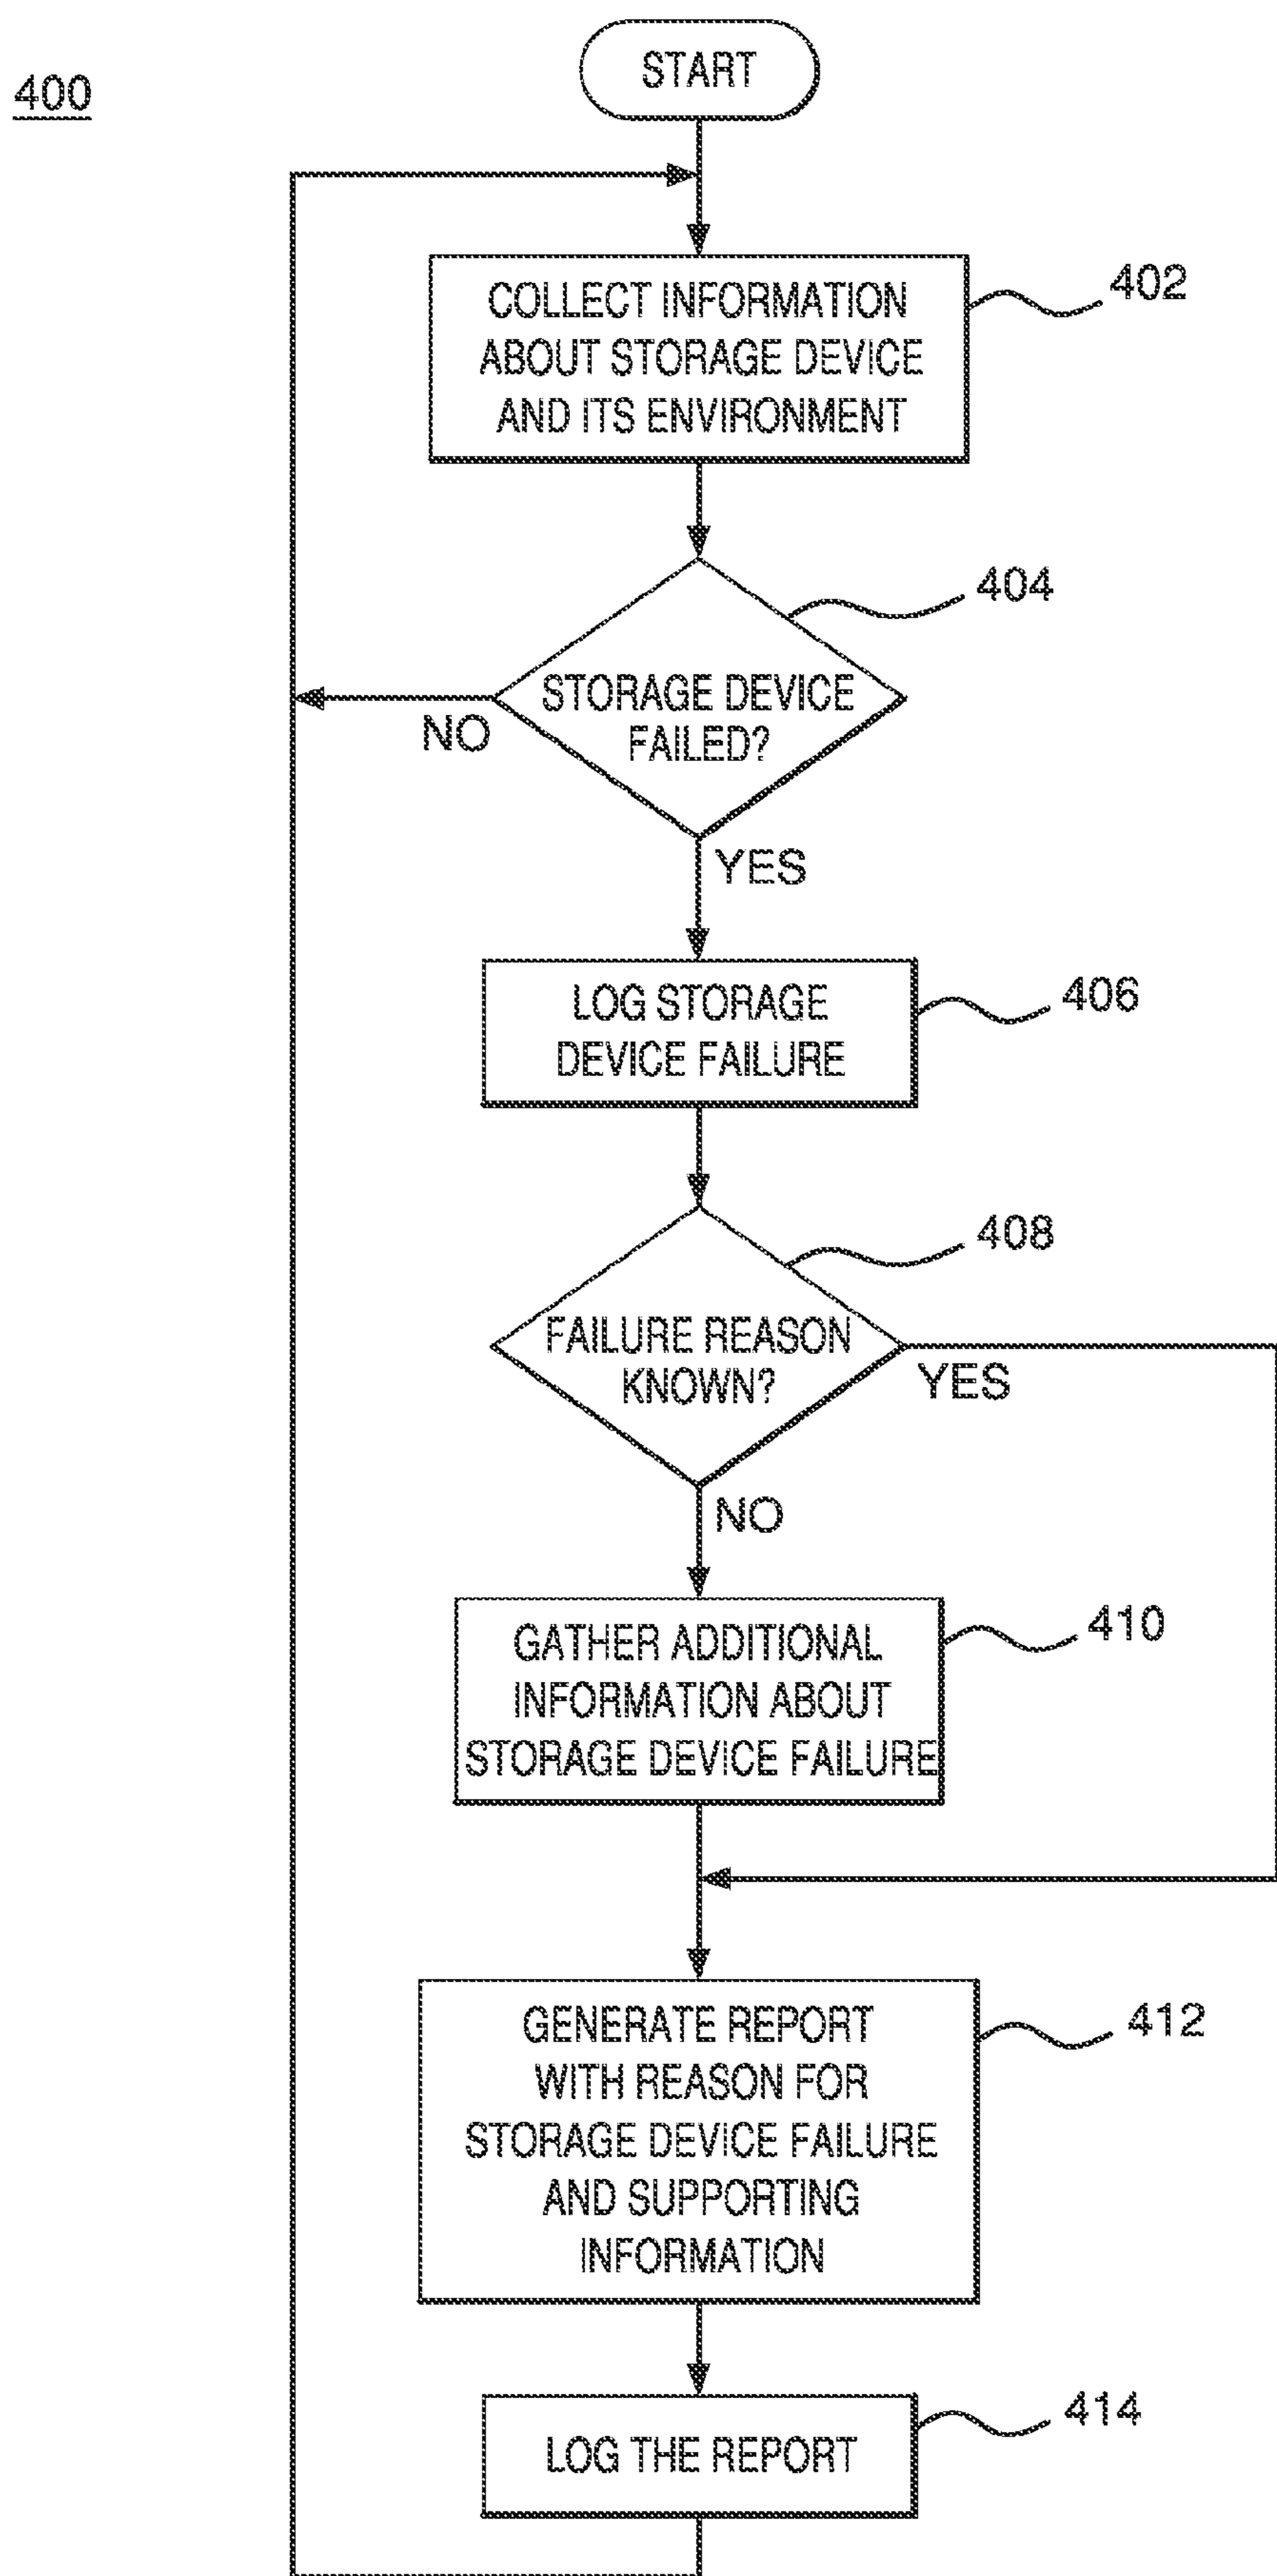 START
400
COLLECT INFORMATION
ABOUT STORAGE DEVICE
AND ITS ENVIRONMENT
402
404
STORAGE DEVICE
FAILED?
NO
YES
LOG STORAGE
DEVICE FAILURE
406
408
FAILURE REASON
KNOWN?
YES
NO
GATHER ADDITIONAL
INFORMATION ABOUT
STORAGE DEVICE FAILURE
410
GENERATE REPORT
WITH REASON FOR
STORAGE DEVICE FAILURE
AND SUPPORTING
INFORMATION
412
LOG THE REPORT
414